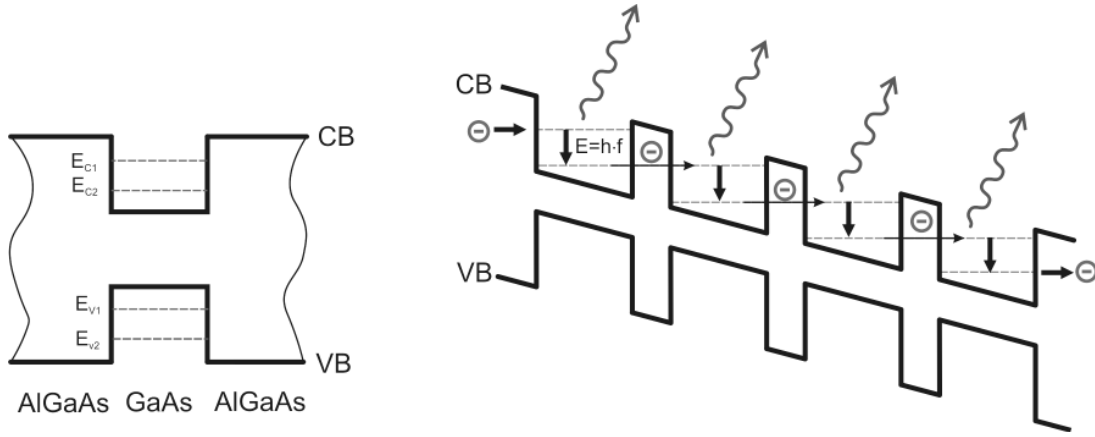 CB
E_C1
E_C2
E_V1
E_v2
VB
AlGaAs GaAs AlGaAs
CB
⊖
E=h·f
⊖
⊖
⊖
VB
⊖